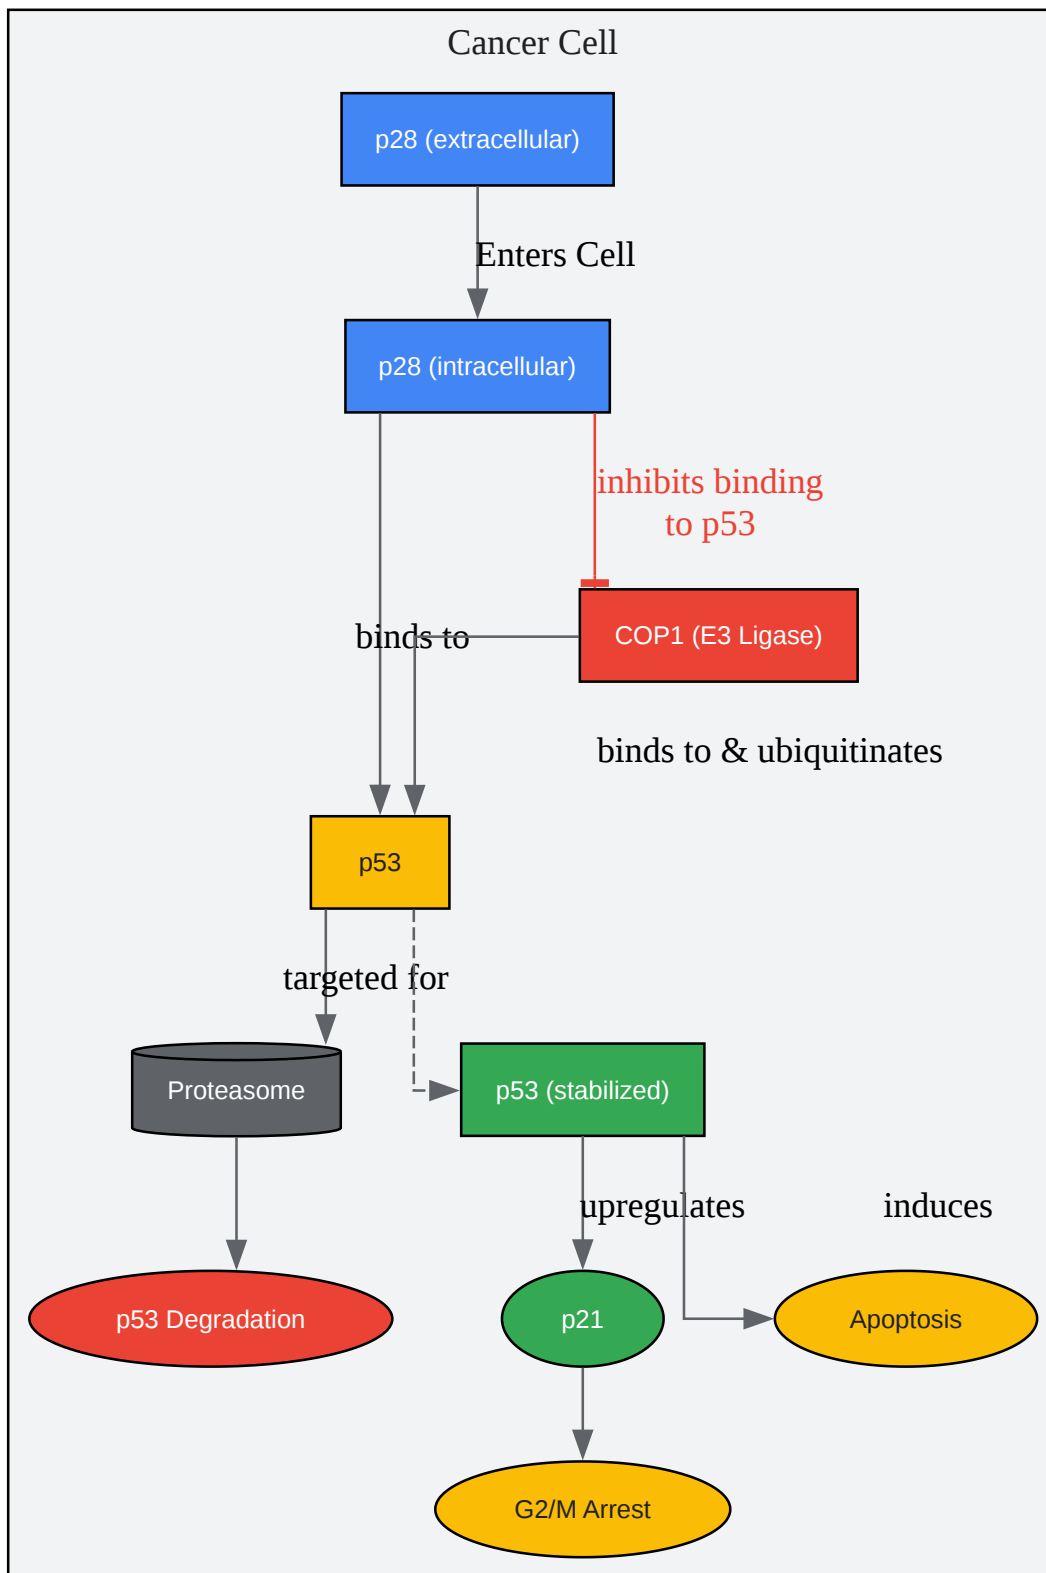 Cancer Cell
p28 (extracellular)
Enters Cell
p28 (intracellular)
inhibits binding
to p53
binds to
COP1 (E3 Ligase)
binds to & ubiquitinates
p53
targeted for
Proteasome
p53 (stabilized)
upregulates
induces
p53 Degradation
p21
Apoptosis
G2/M Arrest